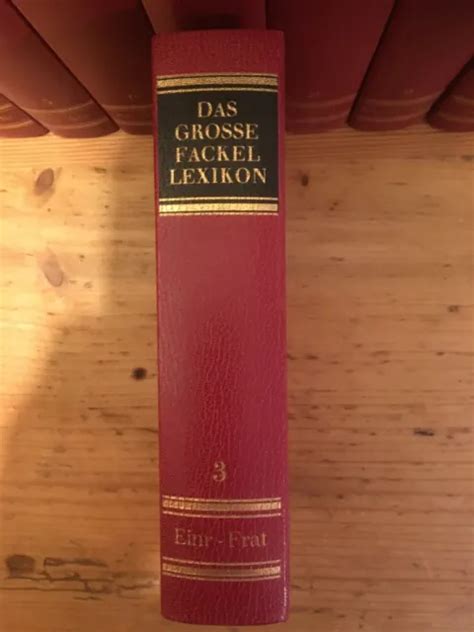 DAS
GROSSE
FACKEL
LEXIKON
3
Einr - Frat